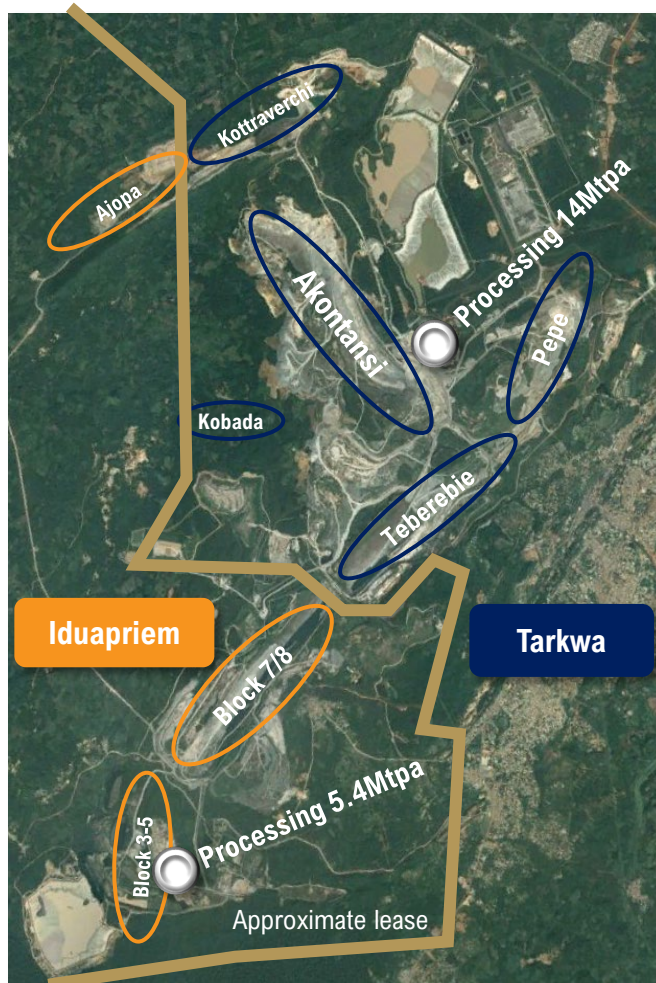 Kottraverchi
Ajopa
Processing 14Mtpa
Akontansi
Pepe
Kobada
Teberebie
Iduapriem
Tarkwa
Block 7/8
Processing 5.4Mtpa
Block 3-5
Approximate lease